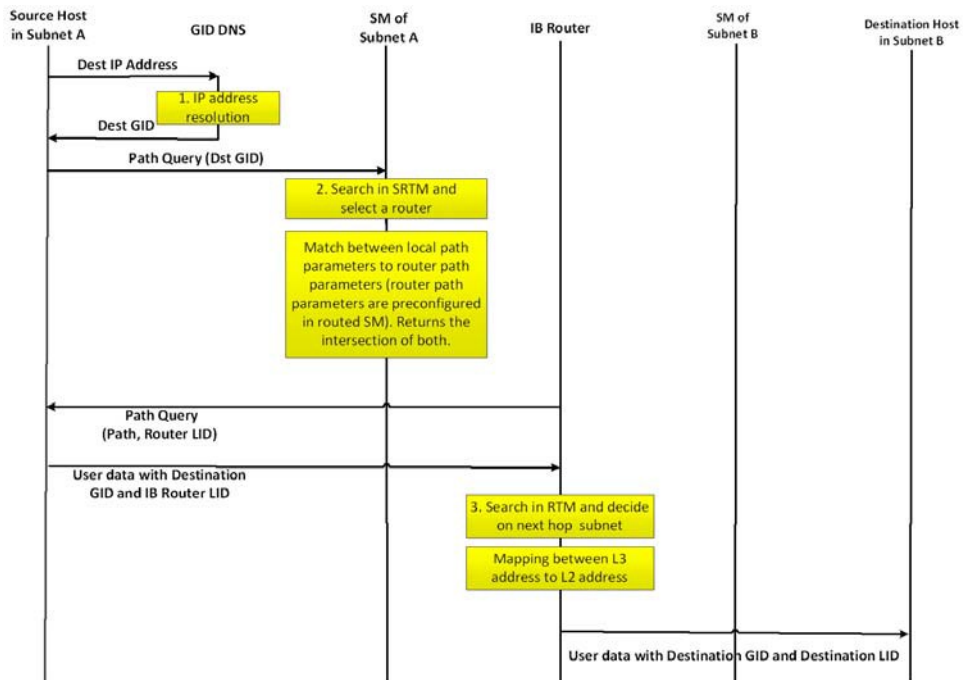 Source Host
in Subnet A
GID DNS
SM of
Subnet A
IB Router
SM of
Subnet B
Destination Host
in Subnet B
Dest IP Address
1. IP address
resolution
Dest GID
Path Query (Dst GID)
2. Search in SRTM and
select a router
Match between local path
parameters to router path
parameters (router path
parameters are preconfigured
in routed SM). Returns the
intersection of both.
Path Query
(Path, Router LID)
User data with Destination
GID and IB Router LID
3. Search in RTM and decide
on next hop subnet
Mapping between L3
address to L2 address
User data with Destination GID and Destination LID